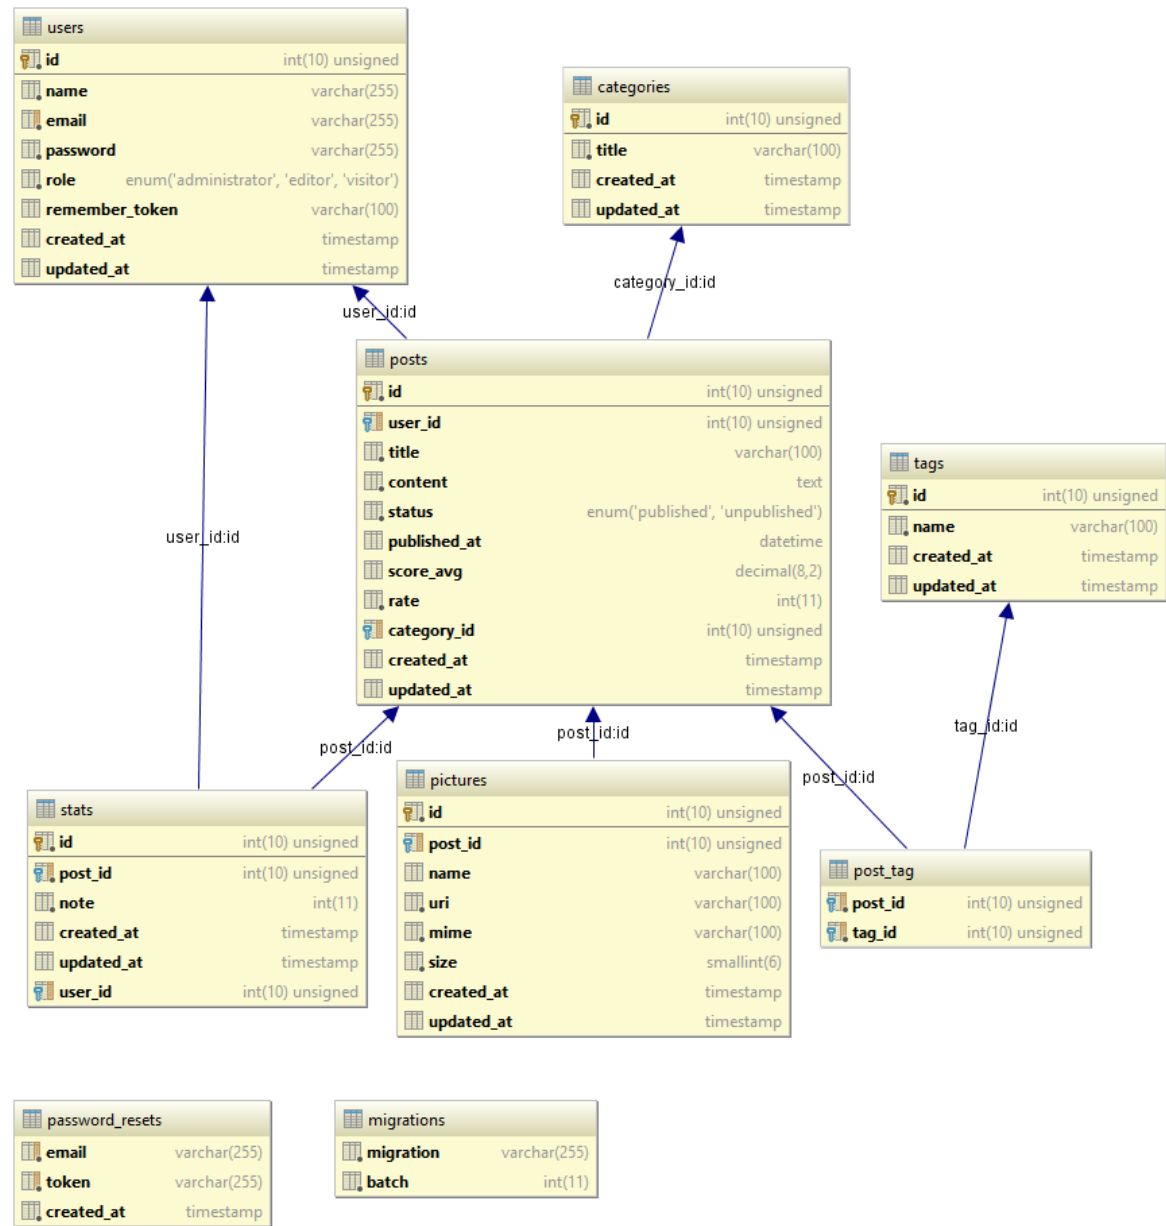 users
id int(10) unsigned
name varchar(255)
email varchar(255)
password varchar(255)
role enum('administrator', 'editor', 'visitor')
remember_token varchar(100)
created_at timestamp
updated_at timestamp
categories
id int(10) unsigned
title varchar(100)
created_at timestamp
updated_at timestamp
category_id:id
user_id:id
posts
id int(10) unsigned
user_id int(10) unsigned
title varchar(100)
content text
status enum('published', 'unpublished')
published_at datetime
score_avg decimal(8,2)
rate int(11)
category_id int(10) unsigned
created_at timestamp
updated_at timestamp
tags
id int(10) unsigned
name varchar(100)
created_at timestamp
updated_at timestamp
user_id:id
post_id:id
post_id:id
post_id:id
tag_id:id
stats
id int(10) unsigned
post_id int(10) unsigned
note int(11)
created_at timestamp
updated_at timestamp
user_id int(10) unsigned
pictures
id int(10) unsigned
post_id int(10) unsigned
name varchar(100)
uri varchar(100)
mime varchar(100)
size smallint(6)
created_at timestamp
updated_at timestamp
post_tag
post_id int(10) unsigned
tag_id int(10) unsigned
password_resets
email varchar(255)
token varchar(255)
created_at timestamp
migrations
migration varchar(255)
batch int(11)